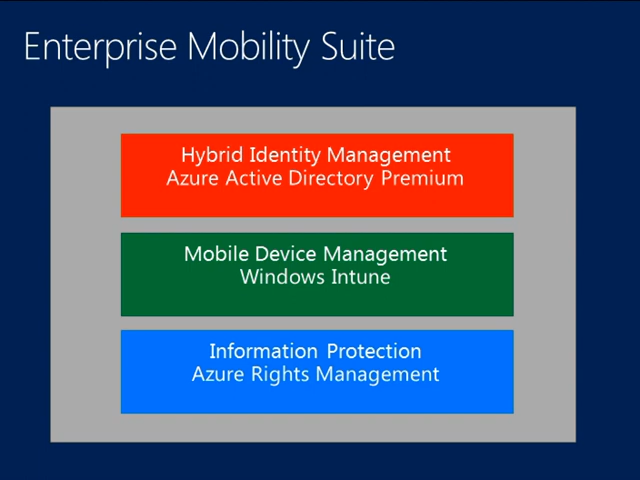 Enterprise Mobility Suite
Hybrid Identity Management
Azure Active Directory Premium
Mobile Device Management
Windows Intune
Information Protection
Azure Rights Management